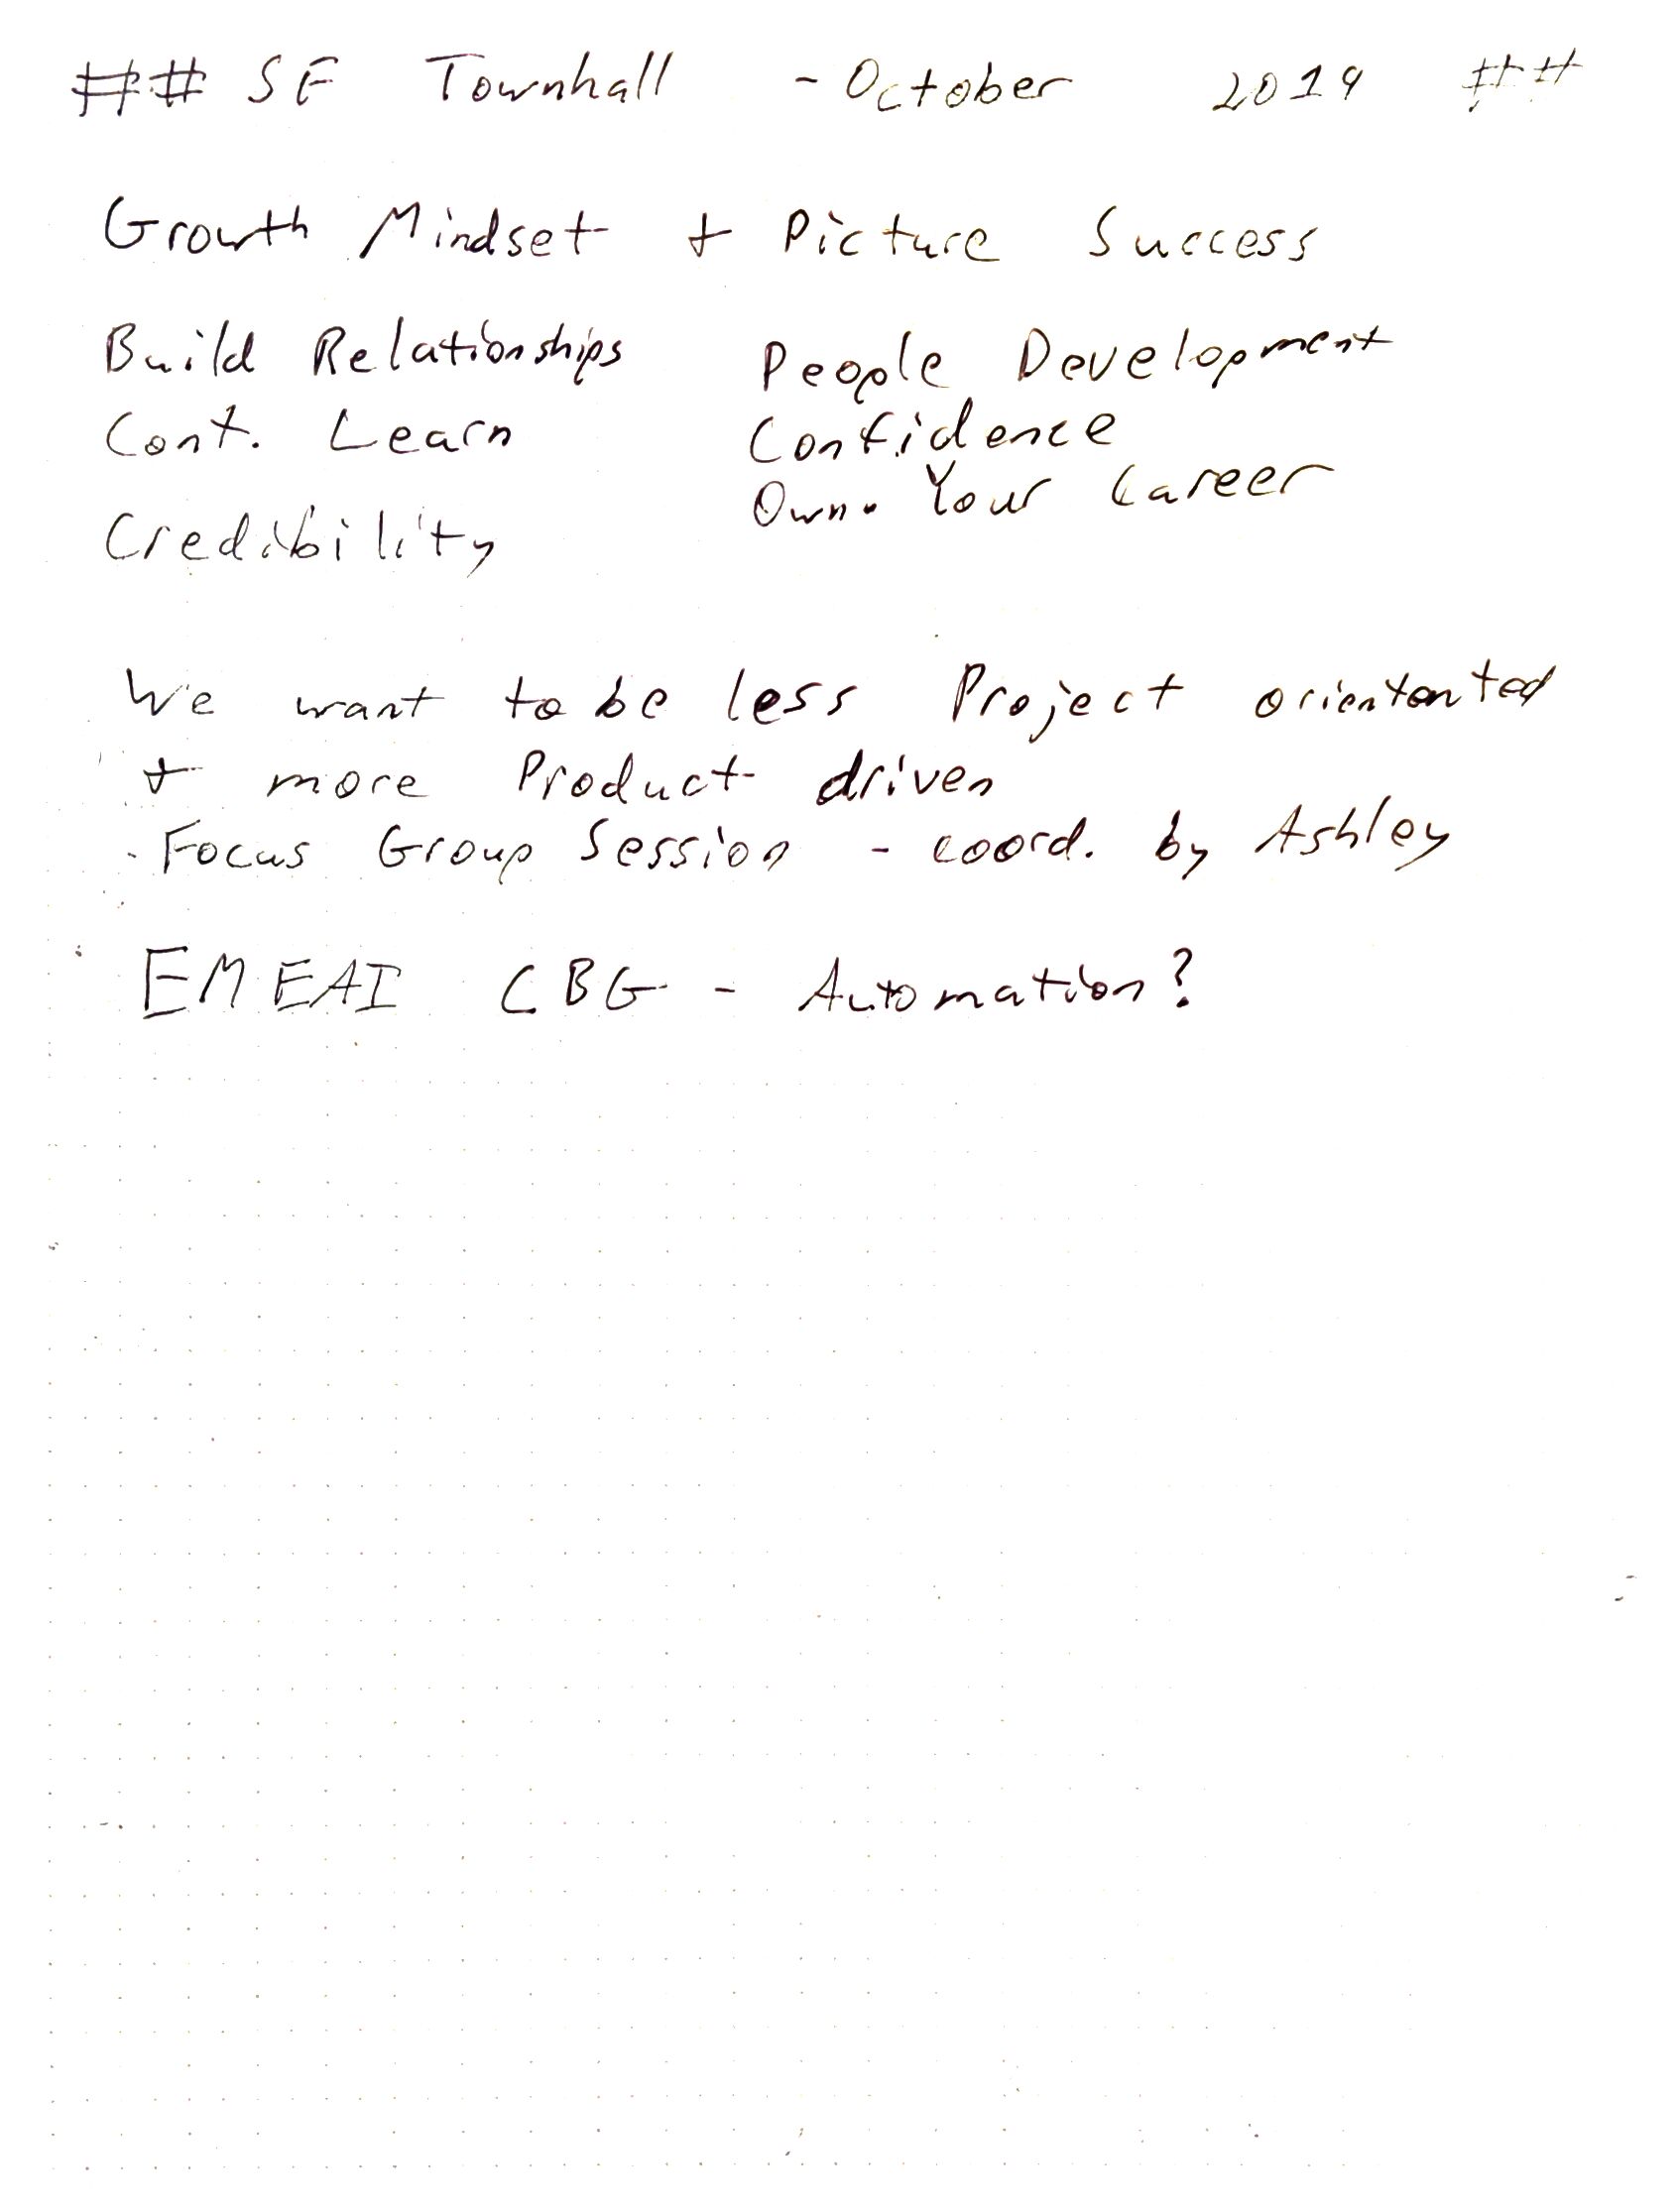 ## SF Townhall - October 2019 ##
Growth Mindset + Picture Success
Build Relationships
Cont. Learn
Credibility
People Development
Confidence
Own. Your Career
We want to be less Project orientonted
+ more Product driven
- Focus Group Session - coord. by Ashley
EMEAI CBG - Automation?